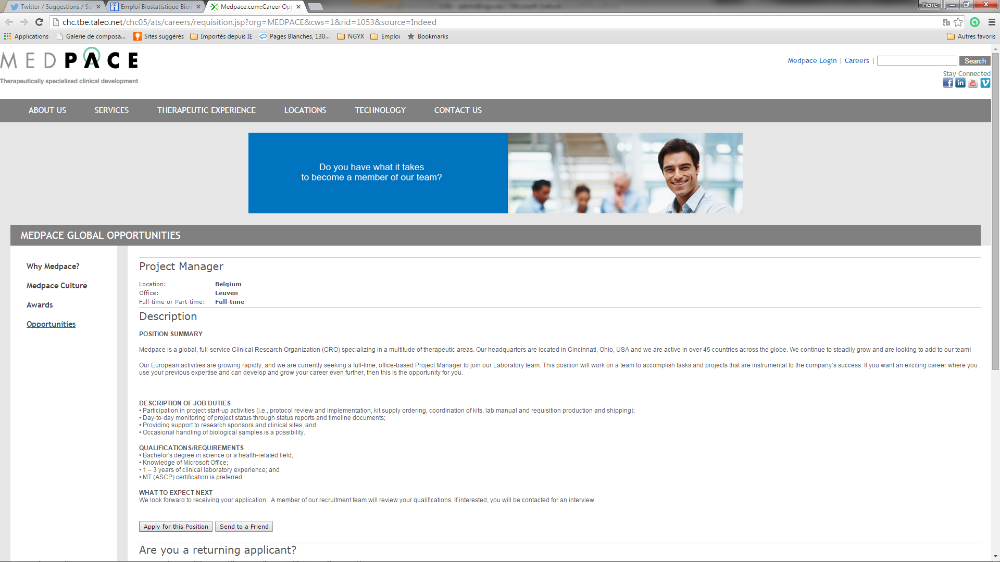 Pierre
Twitter / Suggestions / Su
Emploi Biostatistique Bioin
Medpace.com::Career Op
chc.tbe.taleo.net/chc05/ats/careers/requisition.jsp?org=MEDPACE&cws=1&rid=1053&source=Indeed
Applications Galerie de composa... Sites suggérés Importés depuis IE Pages Blanches, 130... NGYX Emploi Bookmarks Autres favoris
MEDPACE
Therapeutically specialized clinical development
Medpace Login | Careers | Search
Stay Connected
ABOUT US SERVICES THERAPEUTIC EXPERIENCE LOCATIONS TECHNOLOGY CONTACT US
Do you have what it takes
to become a member of our team?
MEDPACE GLOBAL OPPORTUNITIES
Why Medpace?
Medpace Culture
Awards
Opportunities
Project Manager
Location: Belgium
Office: Leuven
Full-time or Part-time: Full-time
Description
POSITION SUMMARY
Medpace is a global, full-service Clinical Research Organization (CRO) specializing in a multitude of therapeutic areas. Our headquarters are located in Cincinnati, Ohio, USA and we are active in over 45 countries across the globe. We continue to steadily grow and are looking to add to our team!
Our European activities are growing rapidly, and we are currently seeking a full-time, office-based Project Manager to join our Laboratory team. This position will work on a team to accomplish tasks and projects that are instrumental to the company's success. If you want an exciting career where you
use your previous expertise and can develop and grow your career even further, then this is the opportunity for you.
DESCRIPTION OF JOB DUTIES
• Participation in project start-up activities (i.e., protocol review and implementation, kit supply ordering, coordination of kits, lab manual and requisition production and shipping);
• Day-to-day monitoring of project status through status reports and timeline documents;
• Providing support to research sponsors and clinical sites; and
• Occasional handling of biological samples is a possibility.
QUALIFICATIONS/REQUIREMENTS
• Bachelor's degree in science or a health-related field;
• Knowledge of Microsoft Office;
• 1 – 3 years of clinical laboratory experience; and
• MT (ASCP) certification is preferred.
WHAT TO EXPECT NEXT
We look forward to receiving your application.  A member of our recruitment team will review your qualifications. If interested, you will be contacted for an interview.
Apply for this Position Send to a Friend
Are you a returning applicant?